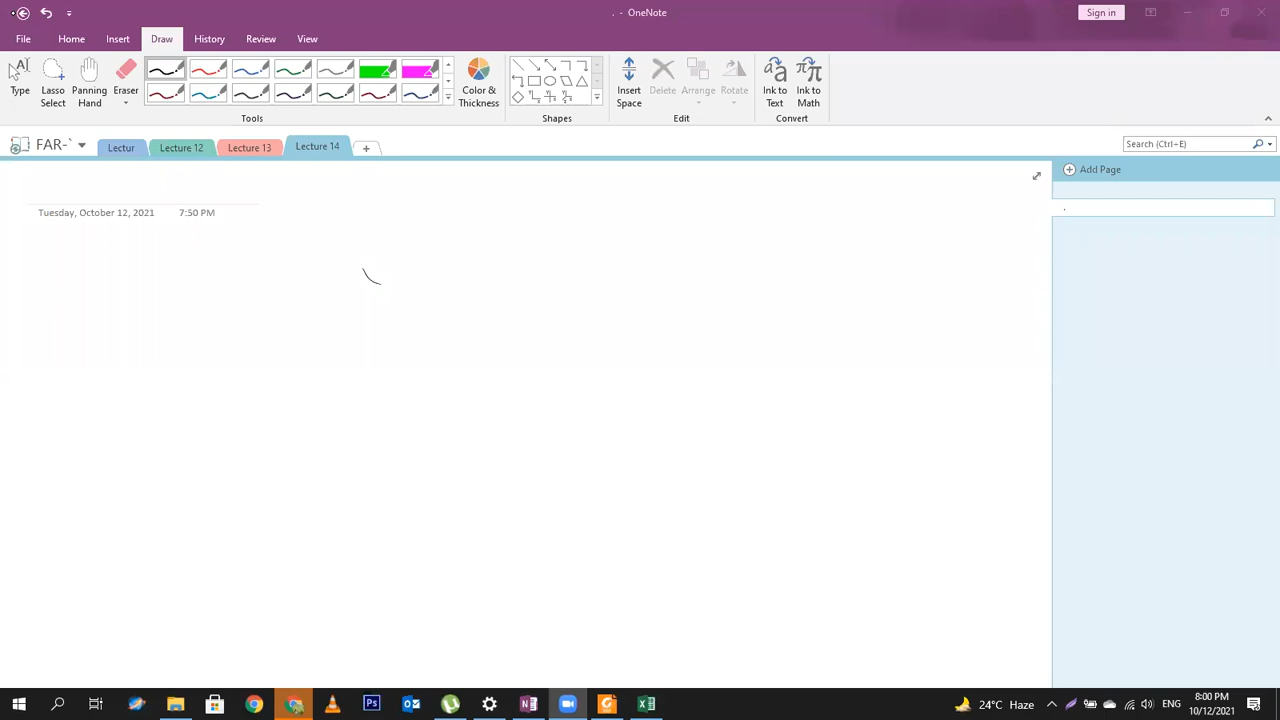 . - OneNote
Sign in
File Home Insert Draw History Review View
Type
Lasso Select
Panning Hand
Eraser
Color & Thickness
Insert Space
Delete
Arrange
Rotate
Ink to Text
Ink to Math
Tools
Shapes
Edit
Convert
FAR-`
Lectur
Lecture 12
Lecture 13
Lecture 14
Search (Ctrl+E)
Add Page
.
Tuesday, October 12, 2021 7:50 PM
Ps
24°C Haze
ENG
8:00 PM
10/12/2021